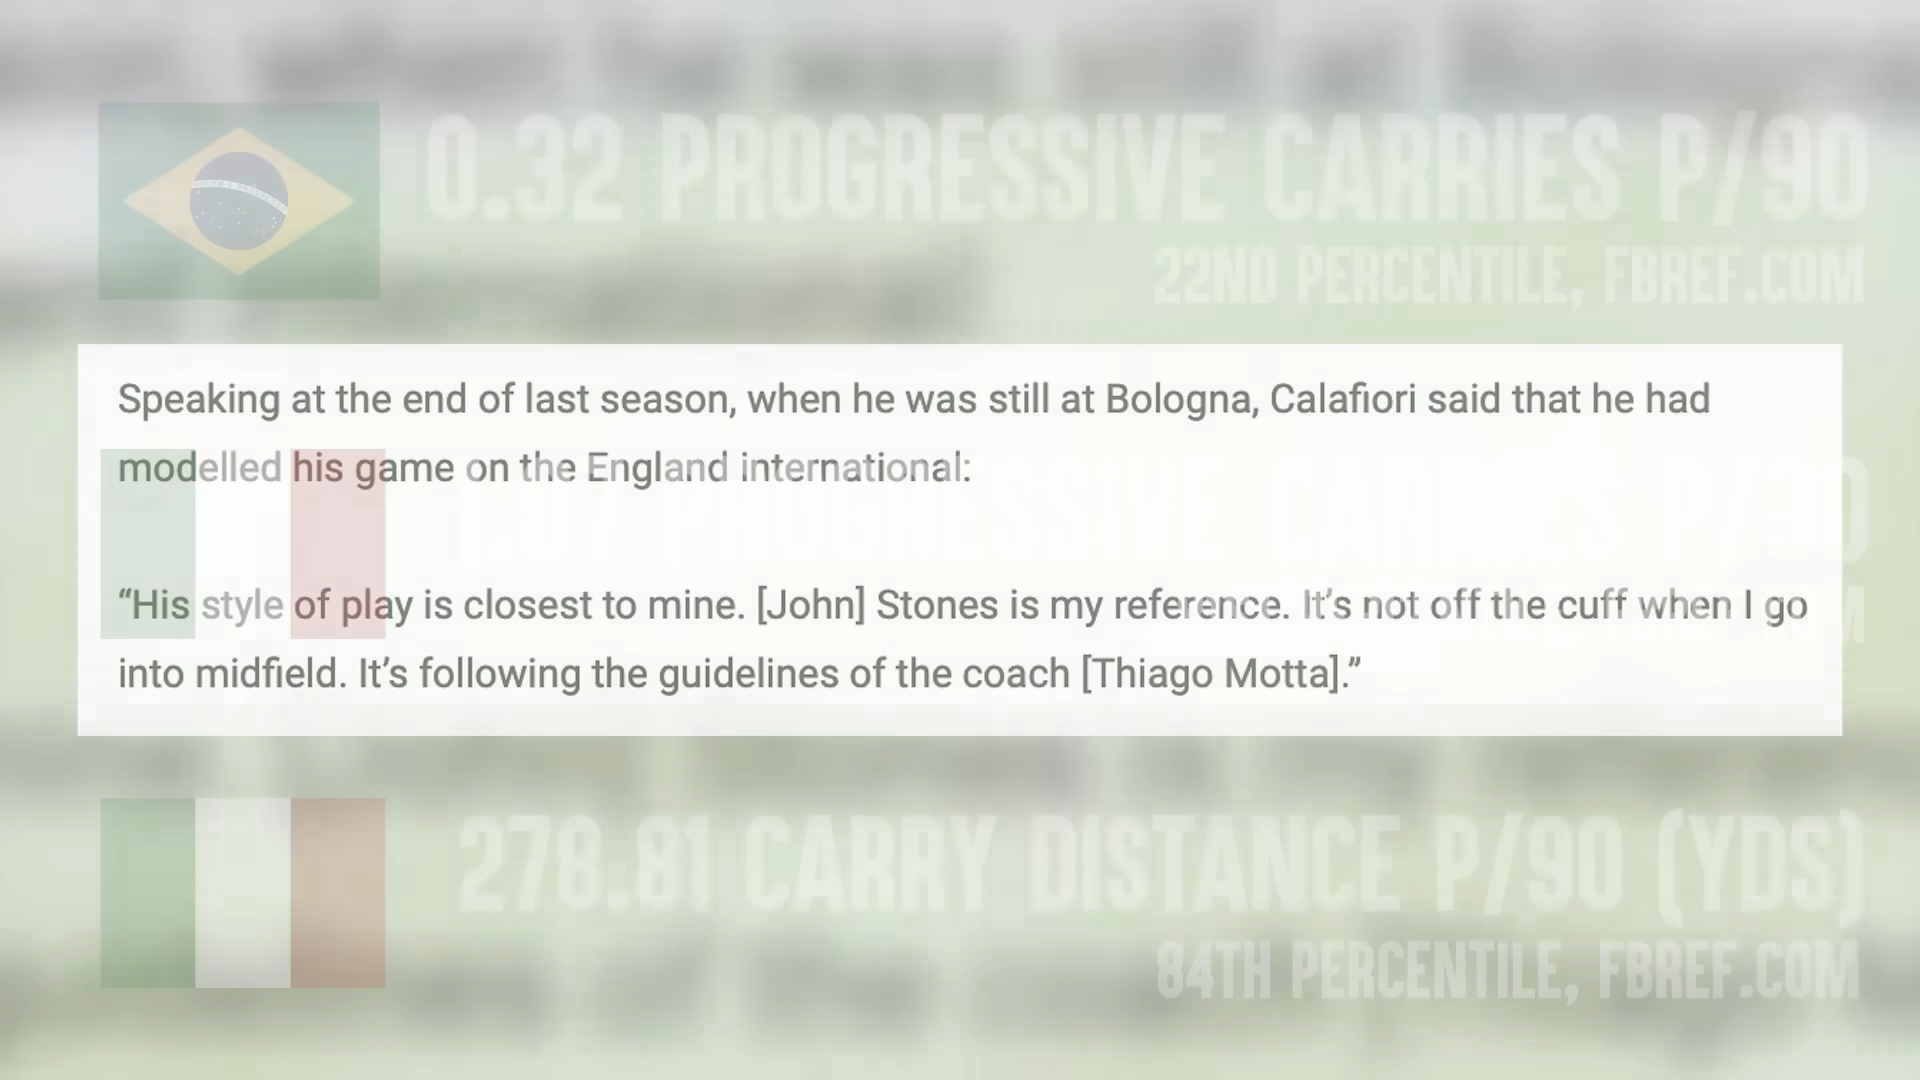 0.32 PROGRESSIVE CARRIES P/90
22ND PERCENTILE, FBREF.COM
Speaking at the end of last season, when he was still at Bologna, Calafiori said that he had
modelled his game on the England international:
PROGRESSIVE CARRIES P/90
“His style of play is closest to mine. [John] Stones is my reference. It’s not off the cuff when I go
into midfield. It’s following the guidelines of the coach [Thiago Motta].”
278.81 CARRY DISTANCE P/90 (YDS)
84TH PERCENTILE, FBREF.COM